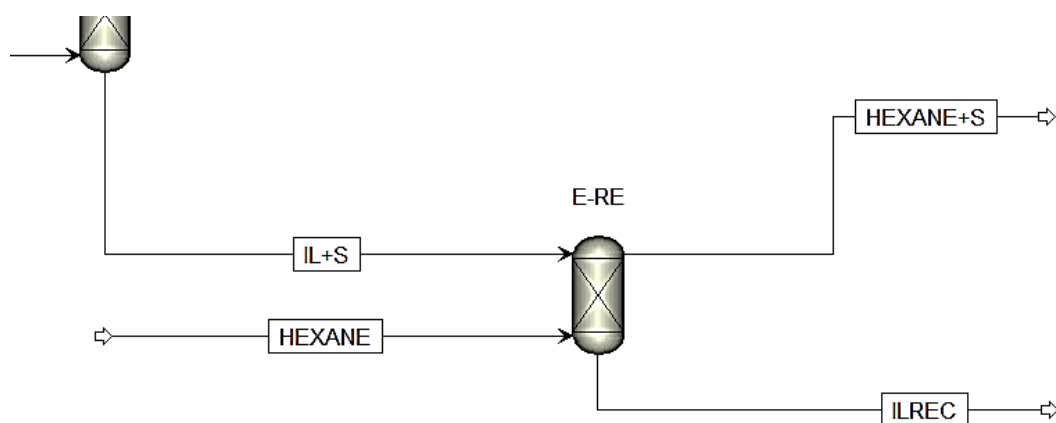 HEXANE+S
E-RE
IL+S
HEXANE
ILREC